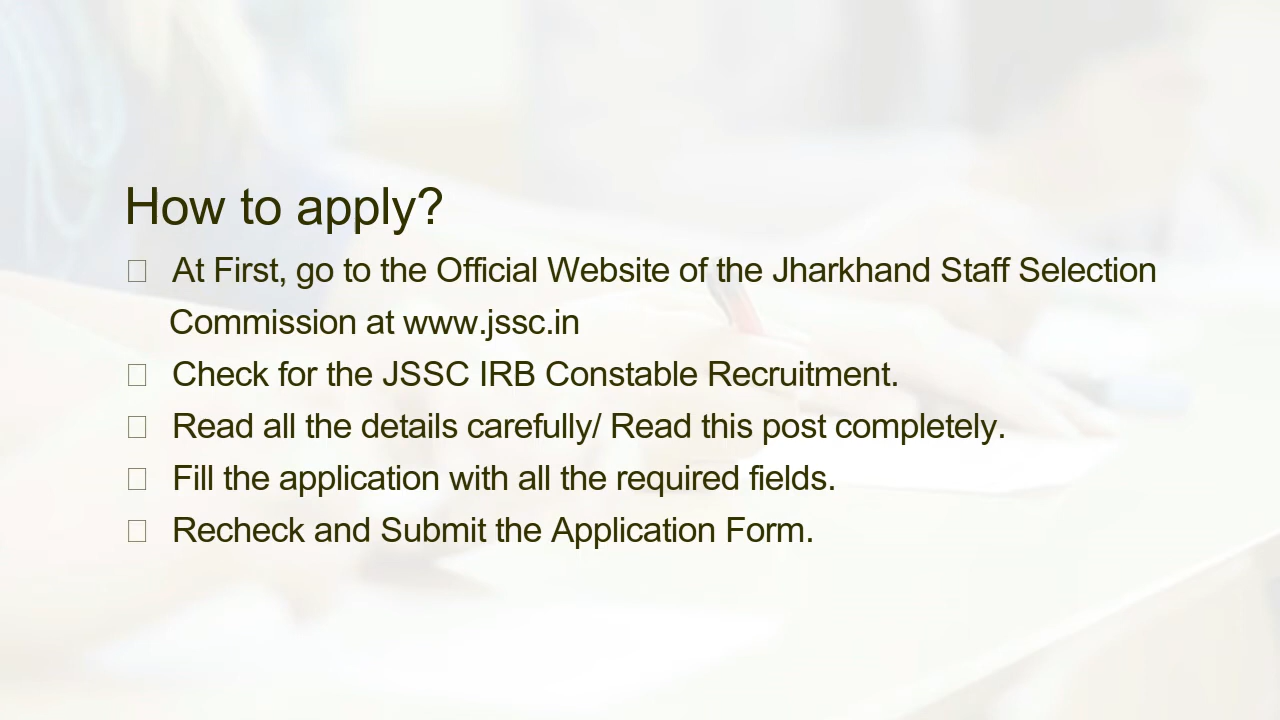 How to apply?
At First, go to the Official Website of the Jharkhand Staff Selection
Commission at www.jssc.in
Check for the JSSC IRB Constable Recruitment.
Read all the details carefully/ Read this post completely.
Fill the application with all the required fields.
Recheck and Submit the Application Form.